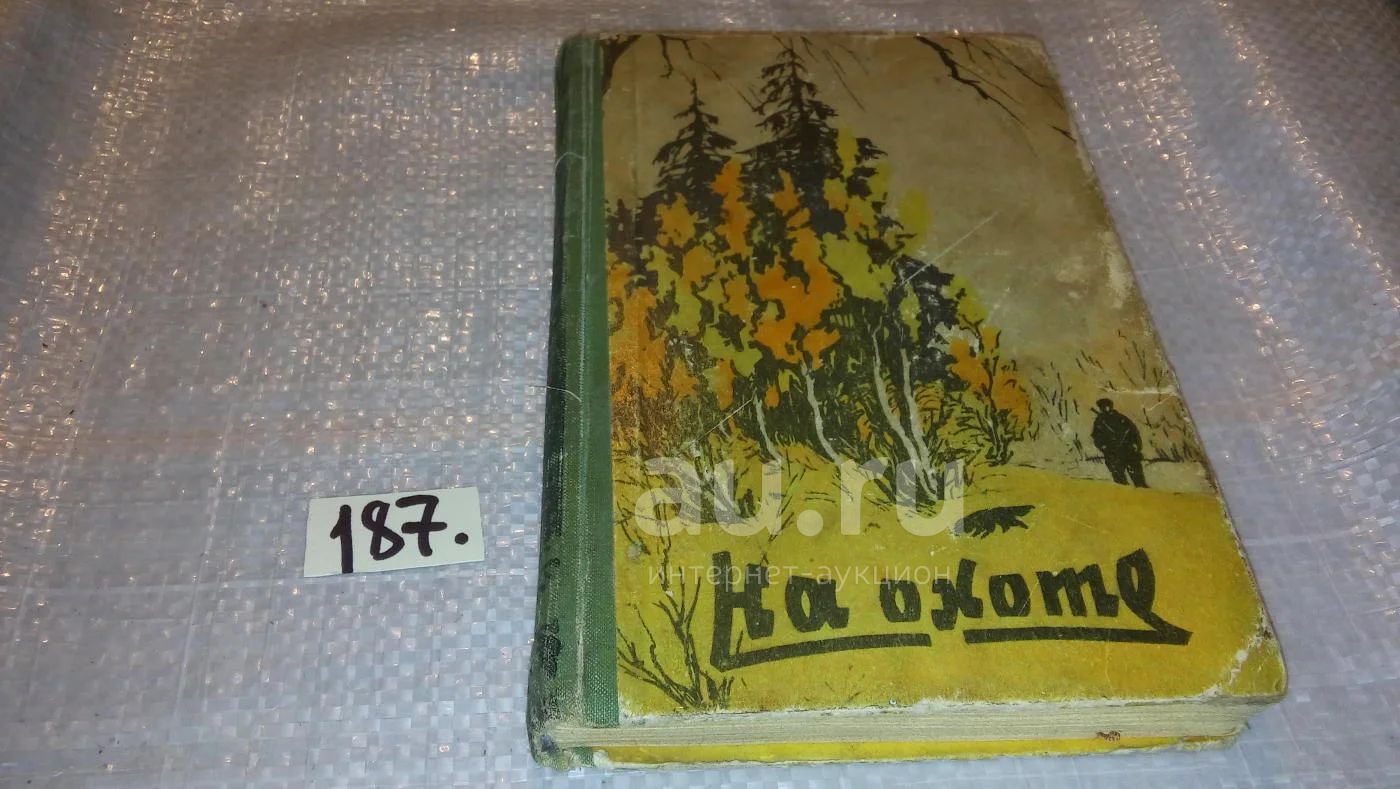 187.
au.ru
интернет-аукцион
На охоте